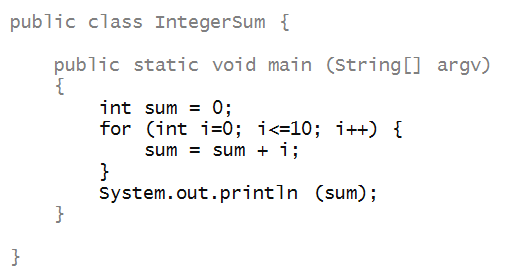 public class IntegerSum {
public static void main (String[] argv)
{
int sum = 0;
for (int i=0; i<=10; i++) {
sum = sum + i;
}
System.out.println (sum);
}
}